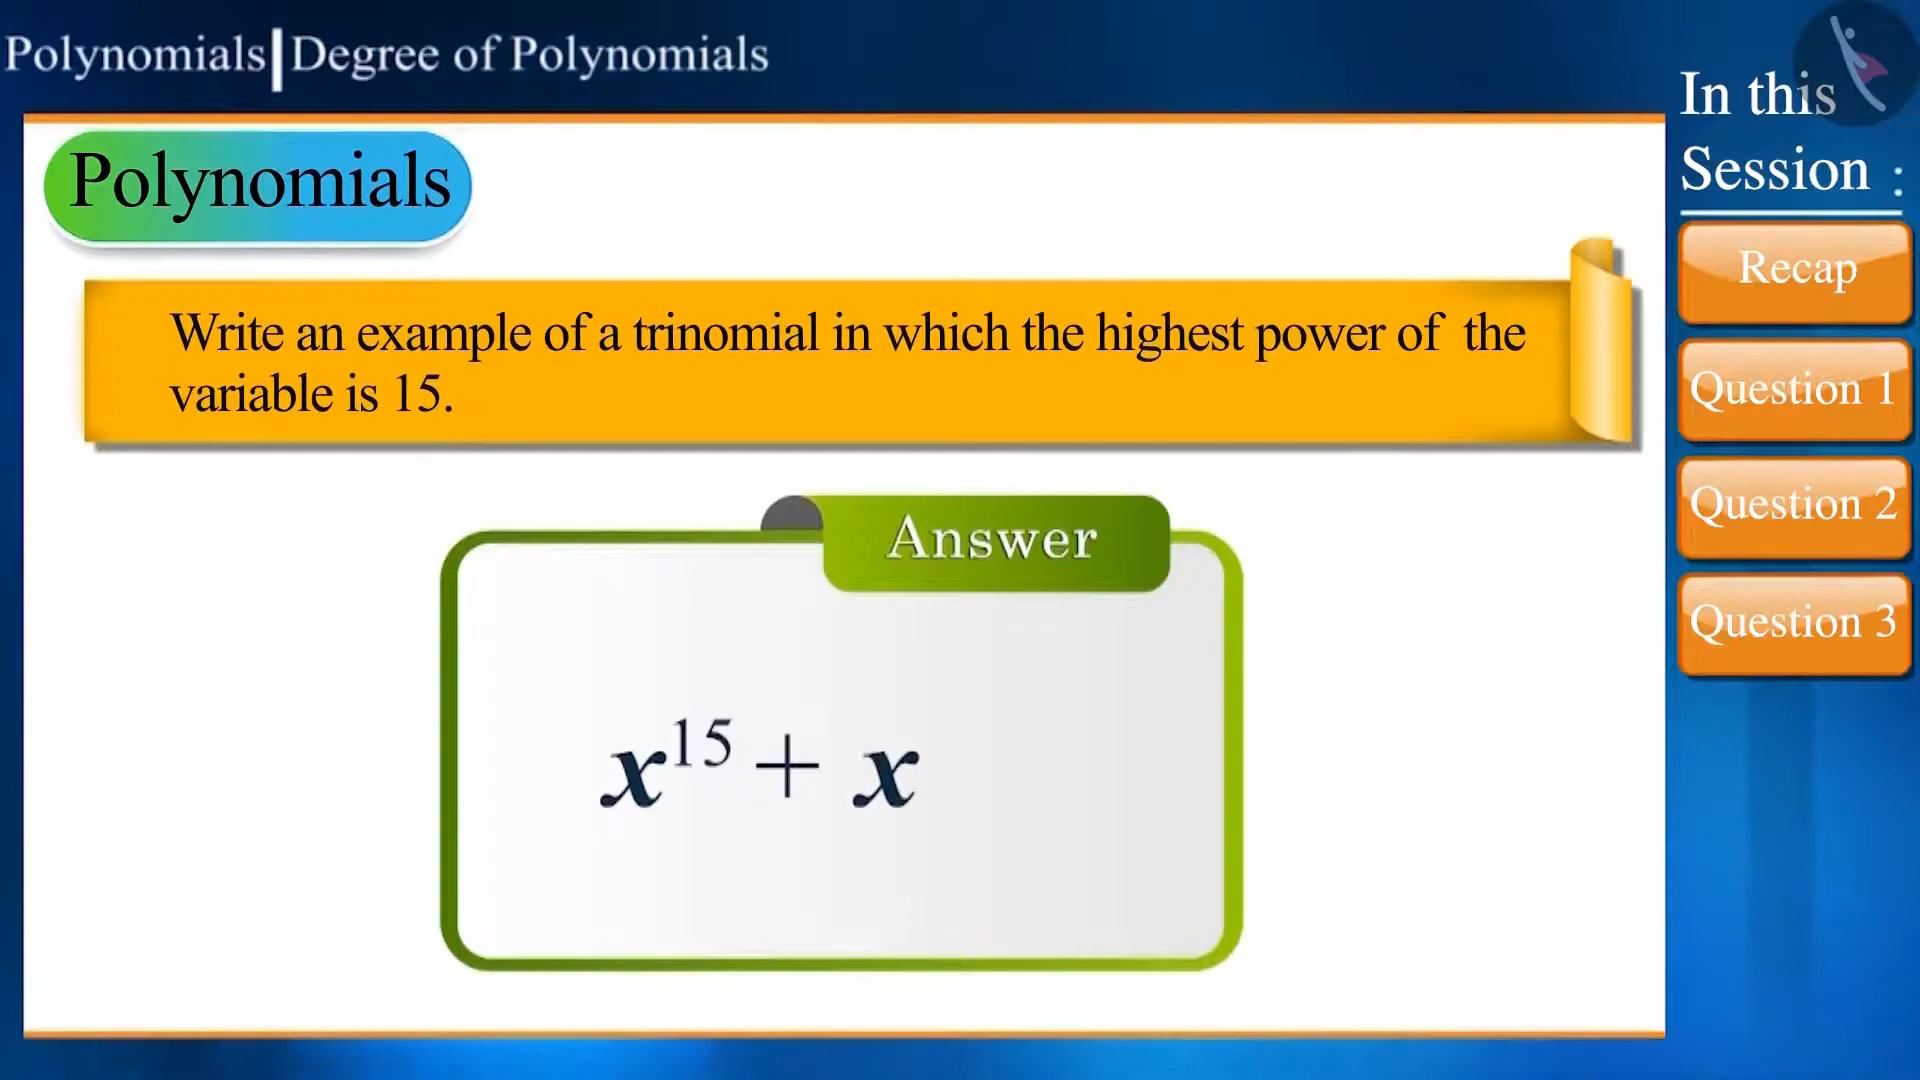 Polynomials|Degree of Polynomials
In this
Session :
Polynomials
Recap
Write an example of a trinomial in which the highest power of the
variable is 15.
Question 1
Question 2
Question 3
Answer
x¹⁵ + x